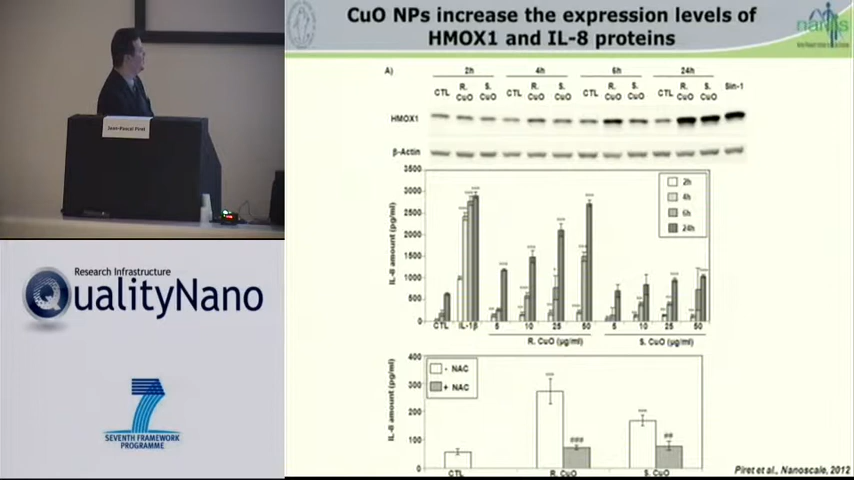 CuO NPs increase the expression levels of
HMOX1 and IL-8 proteins
A)
2h 4h 6h 24h
CTL R. CuO S. CuO CTL R. CuO S. CuO CTL R. CuO S. CuO CTL R. CuO S. CuO Sin-1
HMOX1
β-Actin
IL-8 amount (pg/ml)
3500
3000
2500
2000
1500
1000
500
0
2h
4h
6h
24h
CTL IL-1β 5 10 25 50 5 10 25 50
R. CuO (µg/ml) S. CuO (µg/ml)
IL-8 amount (pg/ml)
400
300
200
100
0
- NAC
+ NAC
***
***
###
##
CTL R. CuO S. CuO
Piret et al., Nanoscale, 2012
Jean-Pascal Piret
Research Infrastructure
QualityNano
7
SEVENTH FRAMEWORK
PROGRAMME